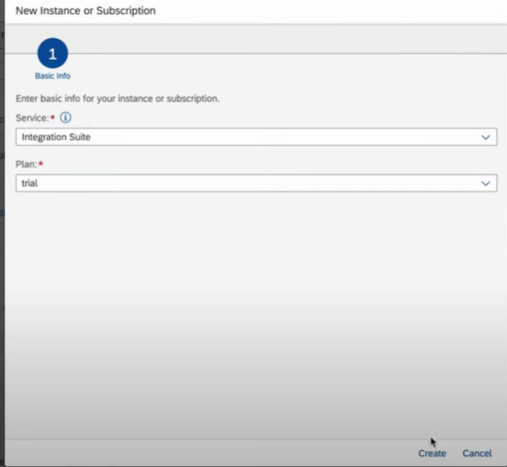 New Instance or Subscription
1
Basic Info
Enter basic info for your instance or subscription.
Service:*
Integration Suite
Plan:*
trial
Create Cancel